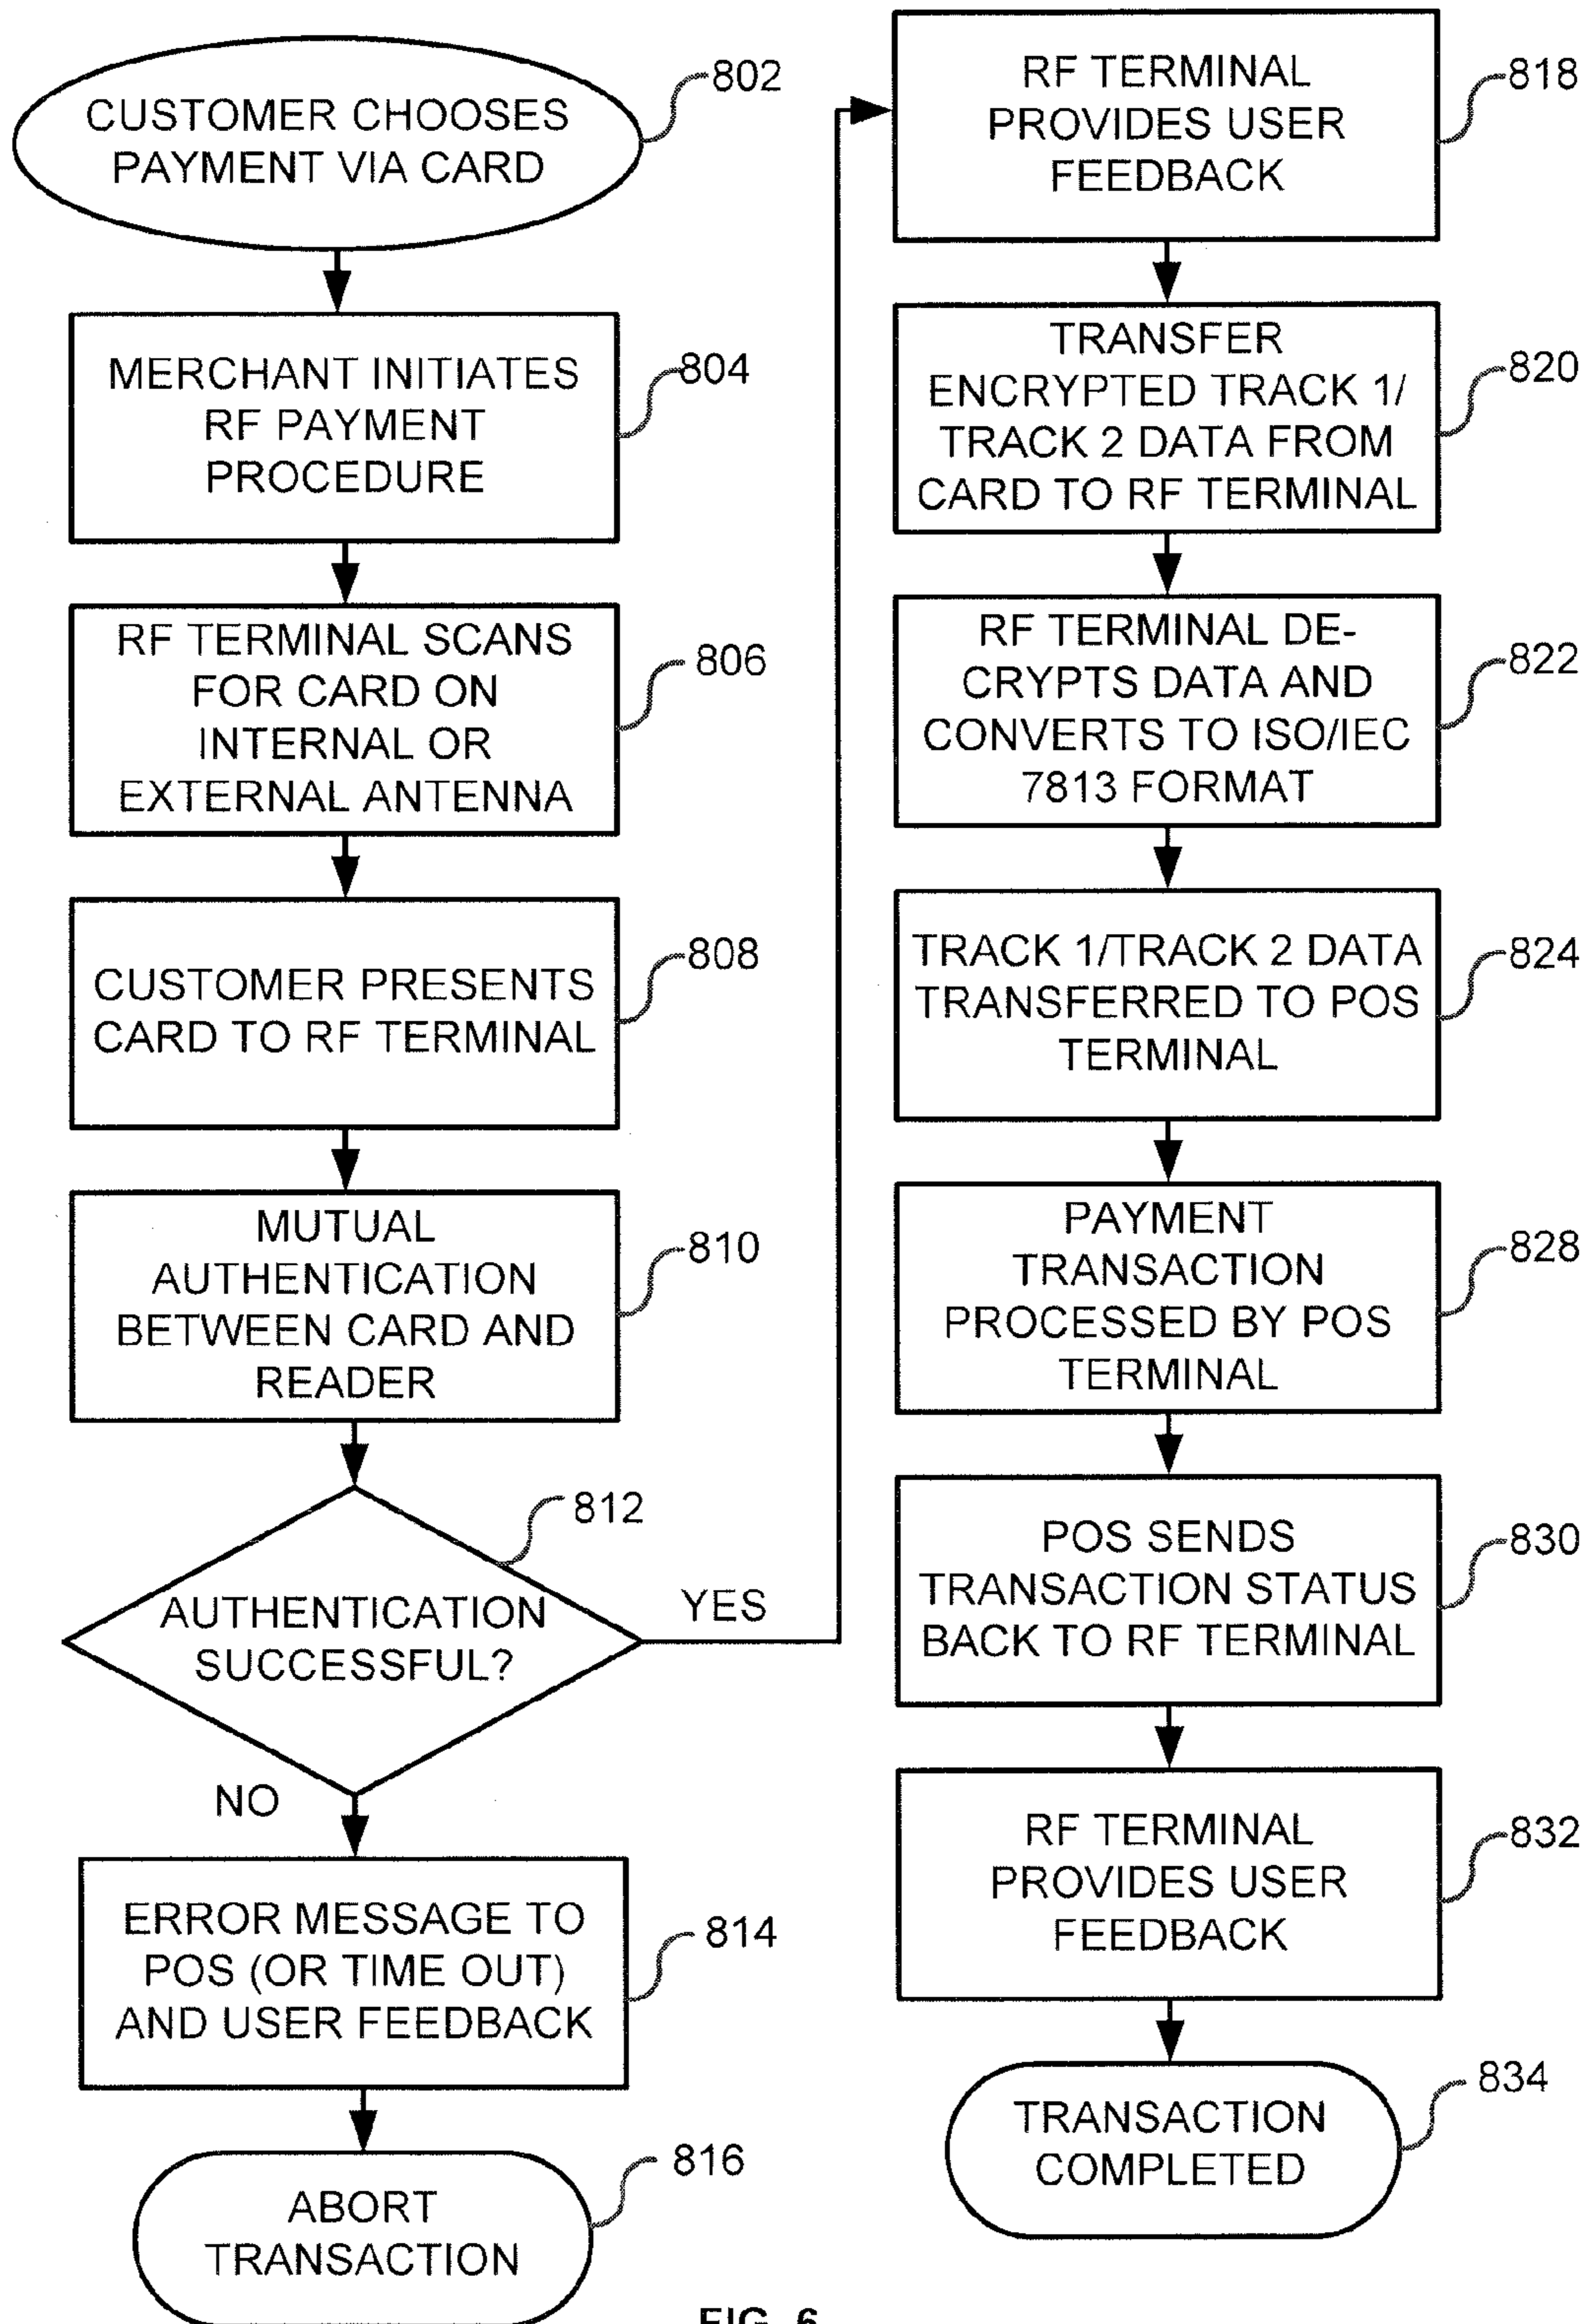 CUSTOMER CHOOSES
PAYMENT VIA CARD
802
MERCHANT INITIATES
RF PAYMENT
PROCEDURE
804
RF TERMINAL SCANS
FOR CARD ON
INTERNAL OR
EXTERNAL ANTENNA
806
CUSTOMER PRESENTS
CARD TO RF TERMINAL
808
MUTUAL
AUTHENTICATION
BETWEEN CARD AND
READER
810
812
AUTHENTICATION
SUCCESSFUL?
YES
NO
ERROR MESSAGE TO
POS (OR TIME OUT)
AND USER FEEDBACK
814
ABORT
TRANSACTION
816
RF TERMINAL
PROVIDES USER
FEEDBACK
818
TRANSFER
ENCRYPTED TRACK 1/
TRACK 2 DATA FROM
CARD TO RF TERMINAL
820
RF TERMINAL DE-
CRYPTS DATA AND
CONVERTS TO ISO/IEC
7813 FORMAT
822
TRACK 1/TRACK 2 DATA
TRANSFERRED TO POS
TERMINAL
824
PAYMENT
TRANSACTION
PROCESSED BY POS
TERMINAL
828
POS SENDS
TRANSACTION STATUS
BACK TO RF TERMINAL
830
RF TERMINAL
PROVIDES USER
FEEDBACK
832
TRANSACTION
COMPLETED
834
FIG. 6